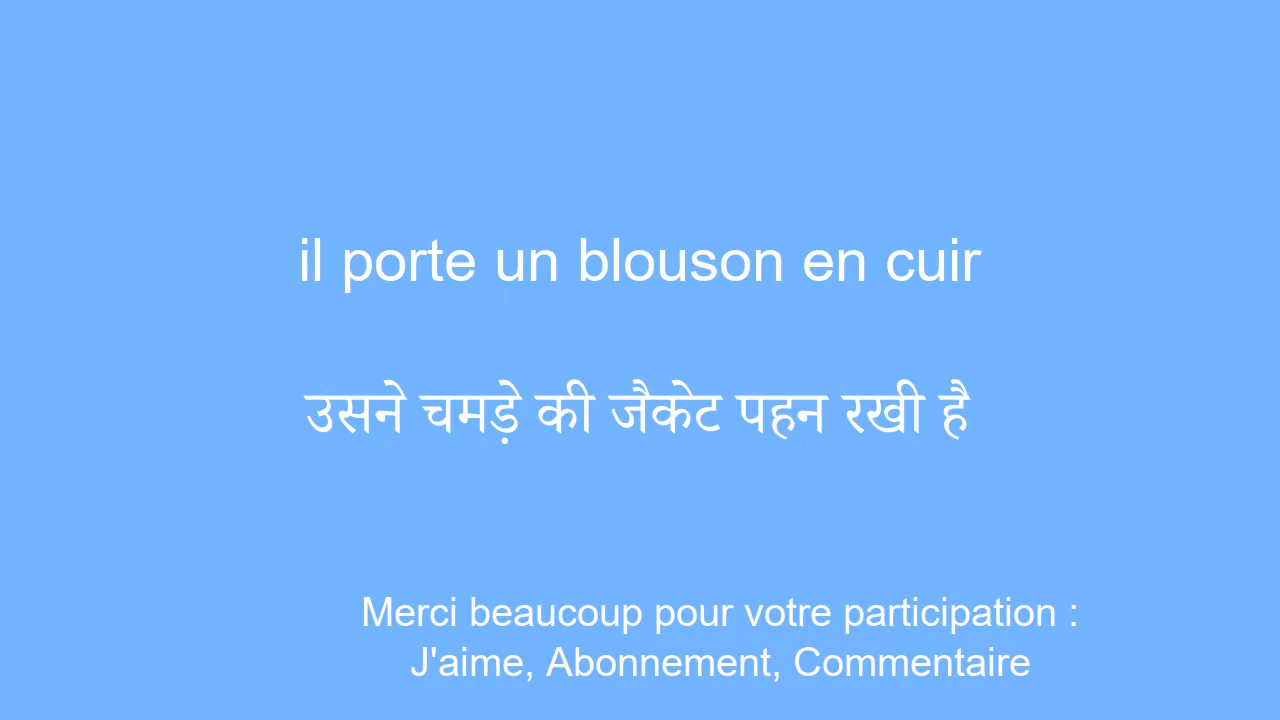 il porte un blouson en cuir
उसने चमड़े की जैकेट पहन रखी है
Merci beaucoup pour votre participation :
J'aime, Abonnement, Commentaire